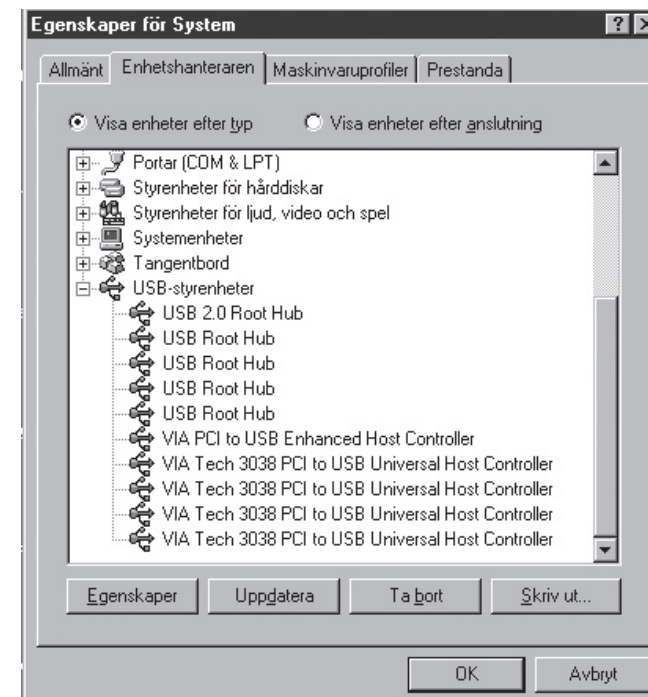 Egenskaper för System
Allmänt Enhetshanteraren Maskinvaruprofiler Prestanda
Visa enheter efter typ Visa enheter efter anslutning
Portar (COM & LPT)
Styrenheter för hårddiskar
Styrenheter för ljud, video och spel
Systemenheter
Tangentbord
USB-styrenheter
USB 2.0 Root Hub
USB Root Hub
USB Root Hub
USB Root Hub
USB Root Hub
VIA PCI to USB Enhanced Host Controller
VIA Tech 3038 PCI to USB Universal Host Controller
VIA Tech 3038 PCI to USB Universal Host Controller
VIA Tech 3038 PCI to USB Universal Host Controller
VIA Tech 3038 PCI to USB Universal Host Controller
Egenskaper Uppdatera Ta bort Skriv ut...
OK Avbryt